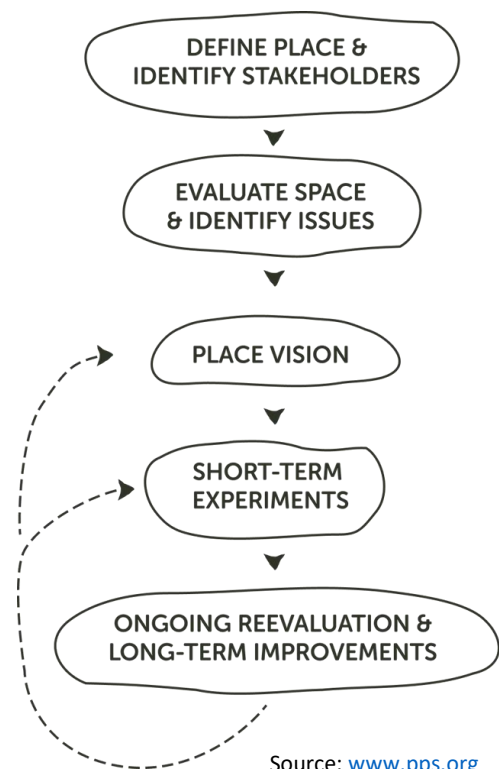 DEFINE PLACE &
IDENTIFY STAKEHOLDERS
EVALUATE SPACE
& IDENTIFY ISSUES
PLACE VISION
SHORT-TERM
EXPERIMENTS
ONGOING REEVALUATION &
LONG-TERM IMPROVEMENTS
Source: www.pps.org